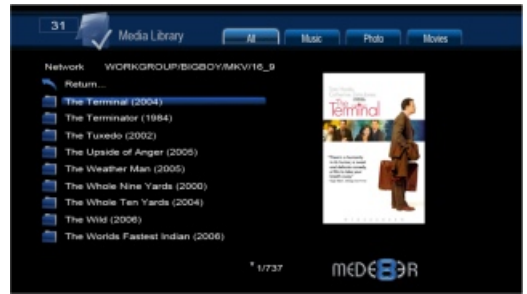 31
Media Library All Music Photo Movies
Network WORKGROUP/BIGBOY/MKV/16_9
Return...
The Terminal (2004)
The Terminator (1984)
The Tuxedo (2002)
The Upside of Anger (2005)
The Weather Man (2005)
The Whole Nine Yards (2000)
The Whole Ten Yards (2004)
The Wild (2006)
The Worlds Fastest Indian (2006)
The
Terminal
* 1/737
MEDE8ER